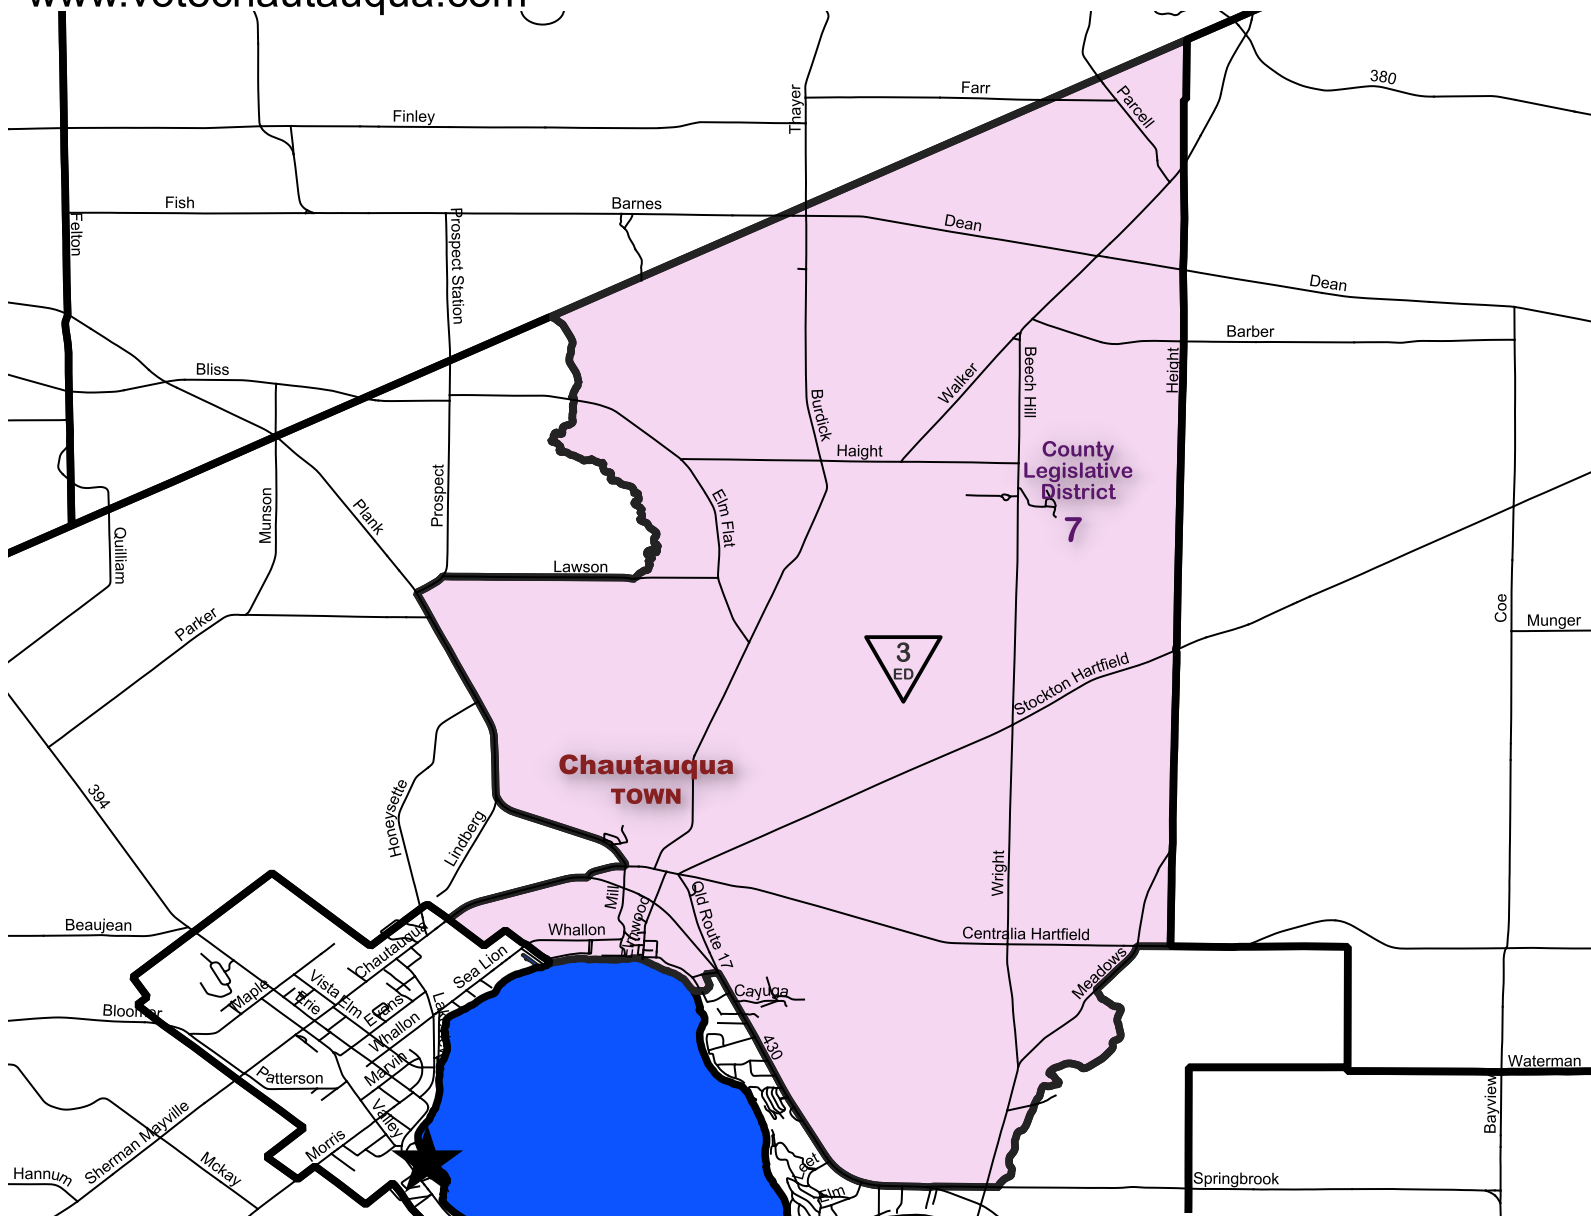 www.votechautauqua.com
380
Farr
Parcell
Thayer
Finley
Fish
Barnes
Felton
Prospect Station
Dean
Dean
Barber
Height
Beech Hill
Walker
Bliss
Burdick
Haight
County
Legislative
District
7
Prospect
Munson
Plank
Elm Flat
Quilliam
Lawson
Coe
Munger
Parker
3
ED
Stockton Hartfield
Chautauqua
TOWN
394
Honeysette
Lindberg
Wright
Mill
Old Route 17
Beaujean
Whallon
Centralia Hartfield
Chautauqua
Sea Lion
Meadows
Vista Elm
Maple
Erie
Evans
Cayuga
Bloomer
Whallon
430
Marvin
Patterson
Waterman
Valley
Bayview
Sherman Mayville
Morris
Mckay
Hannum
Springbrook
Elm